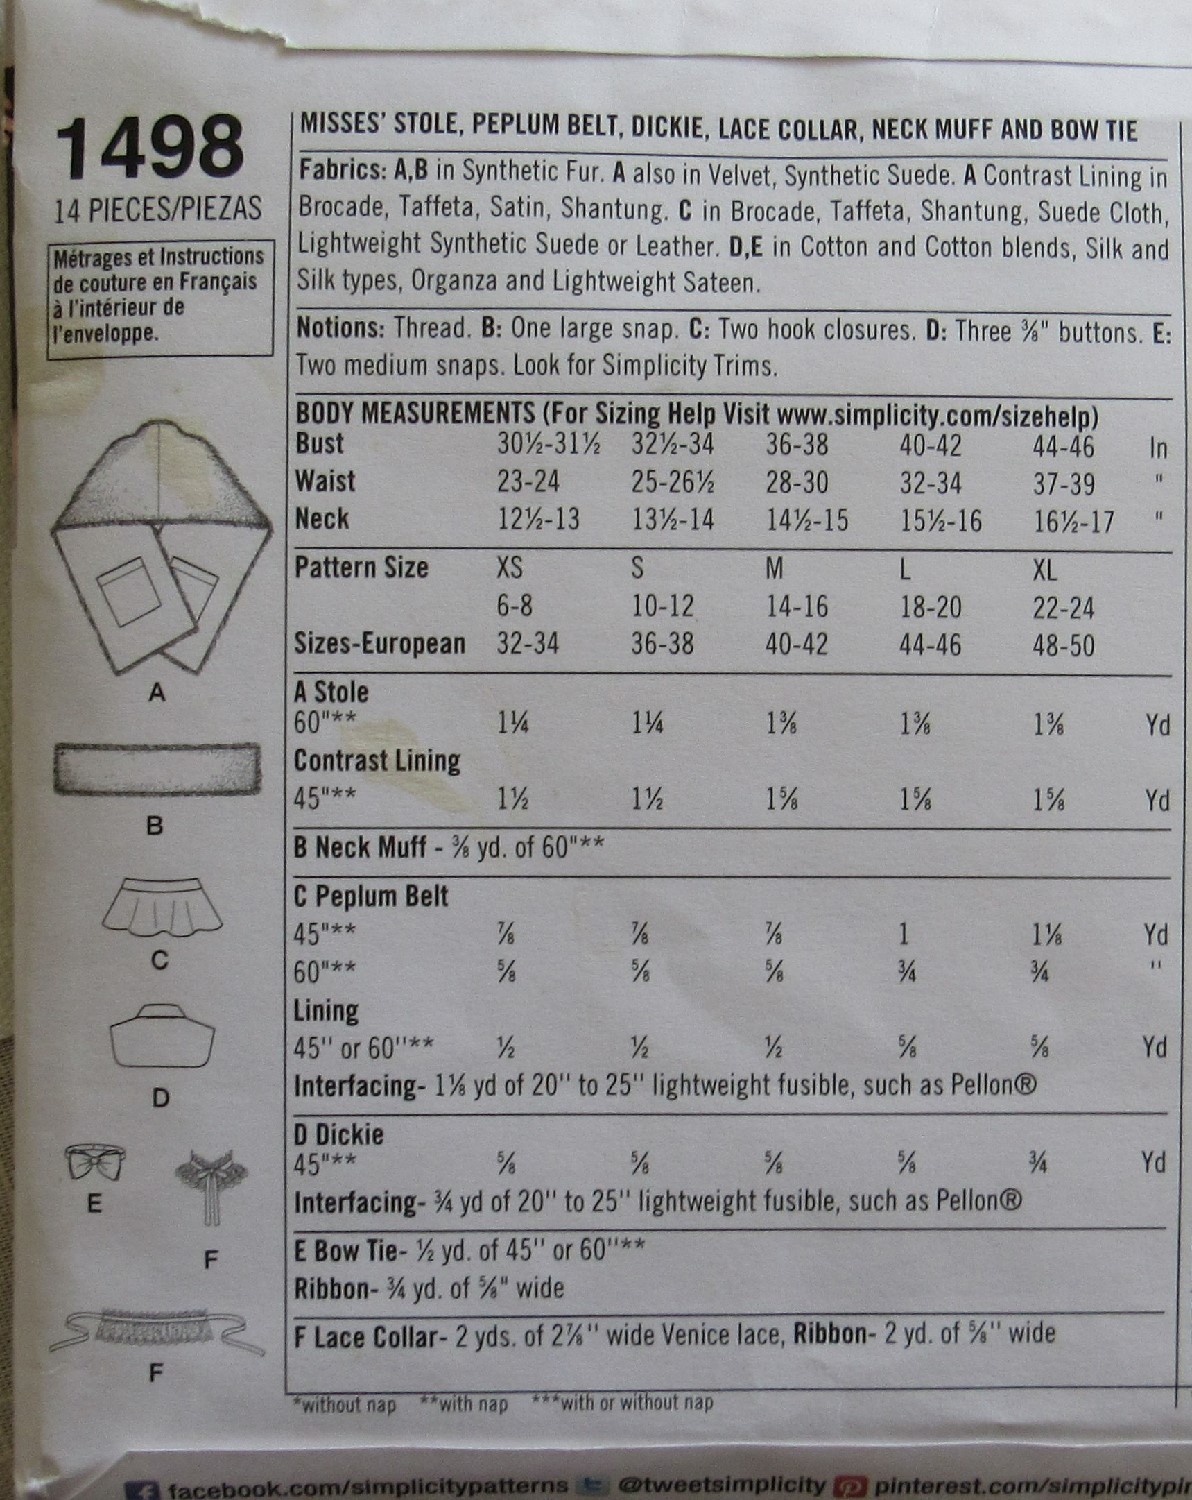 1498
14 PIECES/PIEZAS
Métrages et Instructions
de couture en Français
à l'intérieur de
l'enveloppe.
A
B
C
D
E
F
F
MISSES' STOLE, PEPLUM BELT, DICKIE, LACE COLLAR, NECK MUFF AND BOW TIE
Fabrics: A,B in Synthetic Fur. A also in Velvet, Synthetic Suede. A Contrast Lining in
Brocade, Taffeta, Satin, Shantung. C in Brocade, Taffeta, Shantung, Suede Cloth,
Lightweight Synthetic Suede or Leather. D,E in Cotton and Cotton blends, Silk and
Silk types, Organza and Lightweight Sateen.
Notions: Thread. B: One large snap. C: Two hook closures. D: Three ⅜" buttons. E:
Two medium snaps. Look for Simplicity Trims.
BODY MEASUREMENTS (For Sizing Help Visit www.simplicity.com/sizehelp)
Bust 30½-31½ 32½-34 36-38 40-42 44-46 In
Waist 23-24 25-26½ 28-30 32-34 37-39 "
Neck 12½-13 13½-14 14½-15 15½-16 16½-17 "
Pattern Size XS S M L XL
6-8 10-12 14-16 18-20 22-24
Sizes-European 32-34 36-38 40-42 44-46 48-50
A Stole
60"** 1¼ 1¼ 1⅜ 1⅜ 1⅜ Yd
Contrast Lining
45"** 1½ 1½ 1⅝ 1⅝ 1⅝ Yd
B Neck Muff - ⅜ yd. of 60"**
C Peplum Belt
45"** ⅞ ⅞ ⅞ 1 1⅛ Yd
60"** ⅝ ⅝ ⅝ ¾ ¾ "
Lining
45" or 60"** ½ ½ ½ ⅝ ⅝ Yd
Interfacing- 1⅛ yd of 20" to 25" lightweight fusible, such as Pellon®
D Dickie
45"** ⅝ ⅝ ⅝ ⅝ ¾ Yd
Interfacing- ¾ yd of 20" to 25" lightweight fusible, such as Pellon®
E Bow Tie- ½ yd. of 45" or 60"**
Ribbon- ¾ yd. of ⅝" wide
F Lace Collar- 2 yds. of 2⅞" wide Venice lace, Ribbon- 2 yd. of ⅝" wide
*without nap **with nap ***with or without nap
facebook.com/simplicitypatterns @tweetsimplicity pinterest.com/simplicitypin